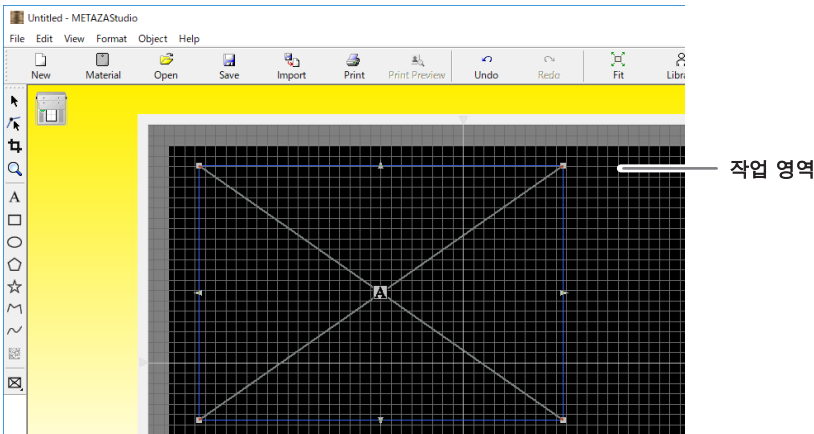 Untitled - METAZAStudio
File Edit View Format Object Help
New Material Open Save Import Print Print Preview Undo Redo Fit Libra
A
A
작업 영역